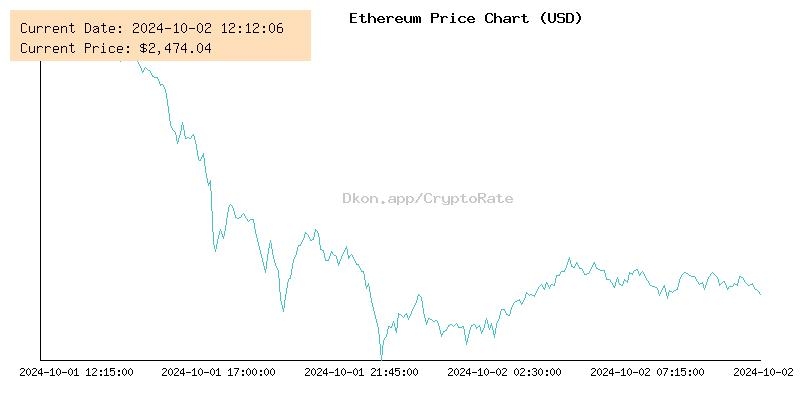 Ethereum Price Chart (USD)
Current Date: 2024-10-02 12:12:06
Current Price: $2,474.04
Dkon.app/CryptoRate
2024-10-01 12:15:00 2024-10-01 17:00:00 2024-10-01 21:45:00 2024-10-02 02:30:00 2024-10-02 07:15:00 2024-10-02